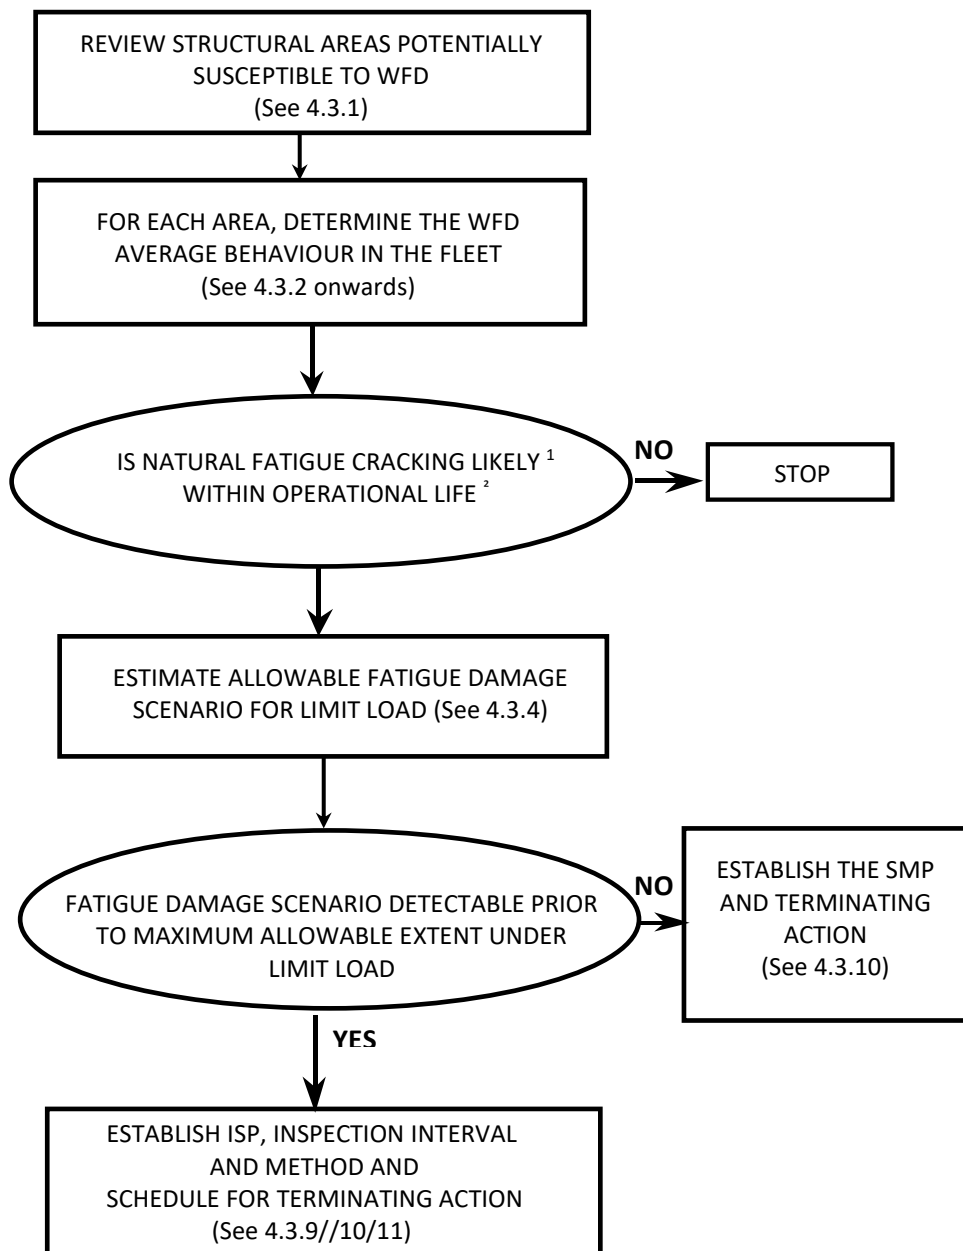 REVIEW STRUCTURAL AREAS POTENTIALLY
SUSCEPTIBLE TO WFD
(See 4.3.1)
FOR EACH AREA, DETERMINE THE WFD
AVERAGE BEHAVIOUR IN THE FLEET
(See 4.3.2 onwards)
IS NATURAL FATIGUE CRACKING LIKELY ¹
WITHIN OPERATIONAL LIFE ²
NO
STOP
ESTIMATE ALLOWABLE FATIGUE DAMAGE
SCENARIO FOR LIMIT LOAD (See 4.3.4)
FATIGUE DAMAGE SCENARIO DETECTABLE PRIOR
TO MAXIMUM ALLOWABLE EXTENT UNDER
LIMIT LOAD
NO
ESTABLISH THE SMP
AND TERMINATING
ACTION
(See 4.3.10)
YES
ESTABLISH ISP, INSPECTION INTERVAL
AND METHOD AND
SCHEDULE FOR TERMINATING ACTION
(See 4.3.9//10/11)